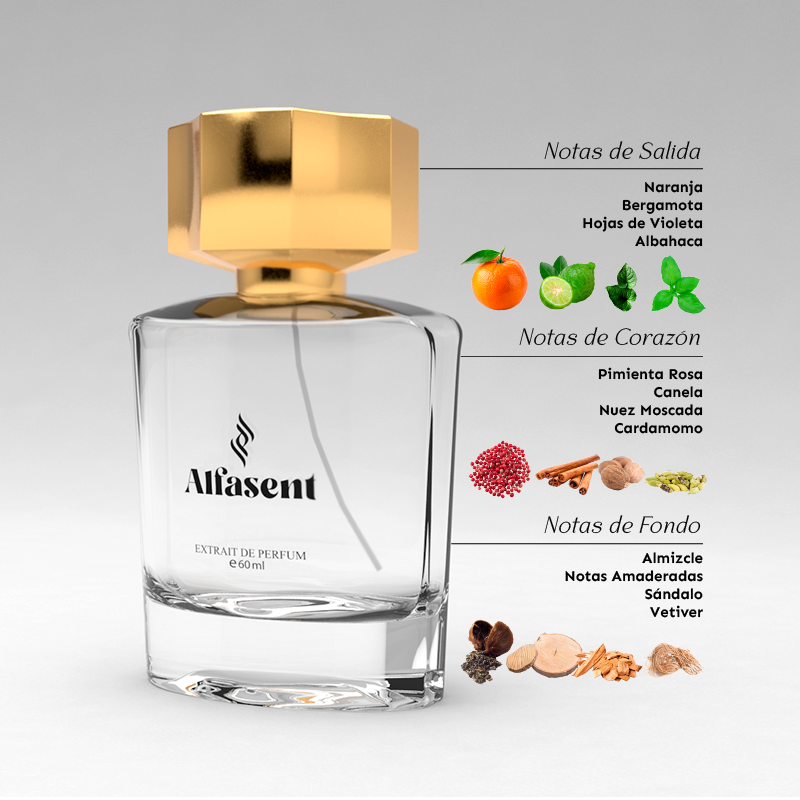 Notas de Salida
Naranja
Bergamota
Hojas de Violeta
Albahaca
Notas de Corazón
Pimienta Rosa
Canela
Nuez Moscada
Cardamomo
Alfasent
EXTRAIT DE PERFUM
e60ml
Notas de Fondo
Almizcle
Notas Amaderadas
Sándalo
Vetiver